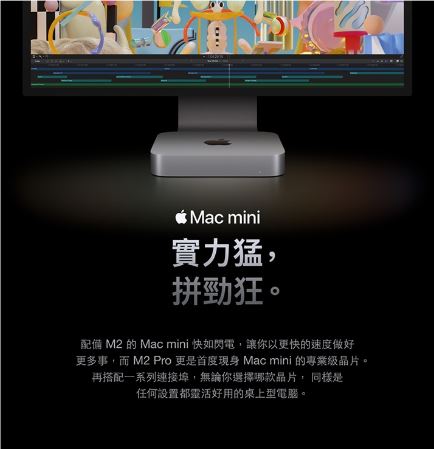 Mac mini
實力猛，
拼勁狂。
配備 M2 的 Mac mini 快如閃電，讓你以更快的速度做好
更多事，而 M2 Pro 更是首度現身 Mac mini 的專業級晶片。
再搭配一系列連接埠，無論你選擇哪款晶片， 同樣是
任何設置都靈活好用的桌上型電腦。